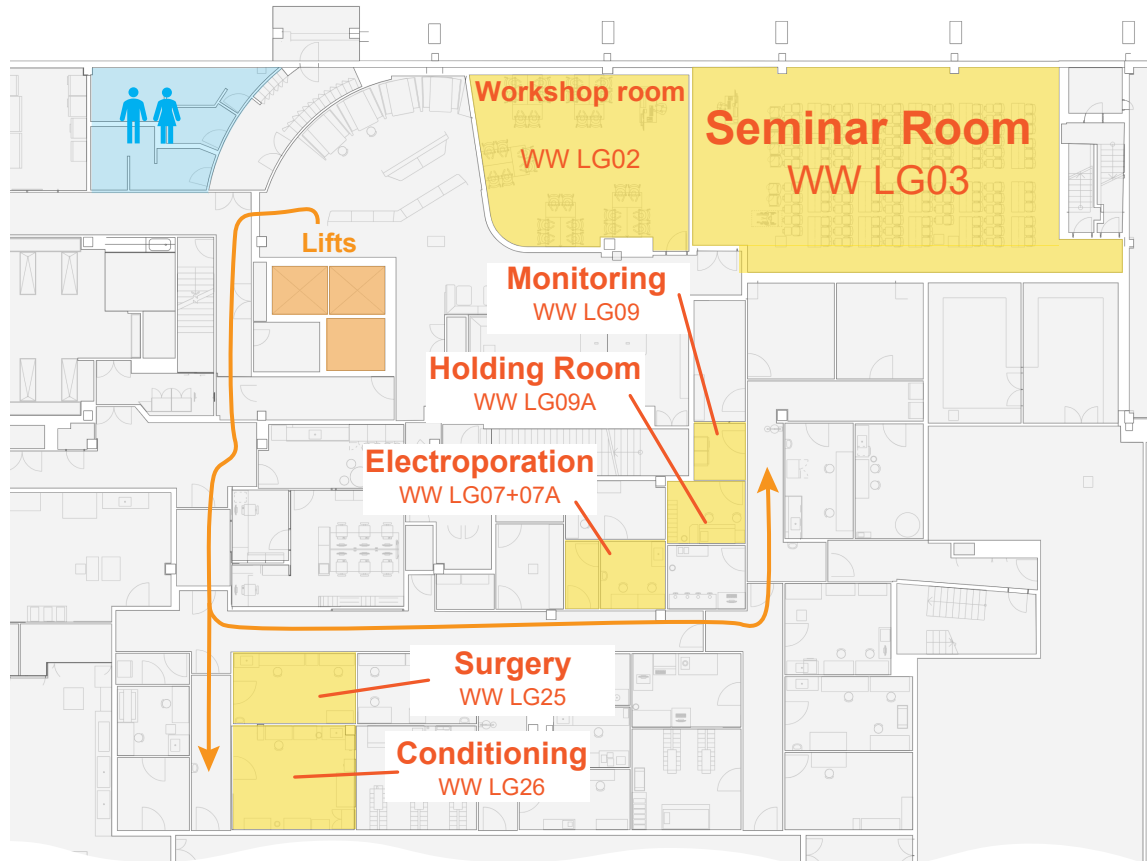 Workshop room
WW LG02
Seminar Room
WW LG03
Lifts
Monitoring
WW LG09
Holding Room
WW LG09A
Electroporation
WW LG07+07A
Surgery
WW LG25
Conditioning
WW LG26